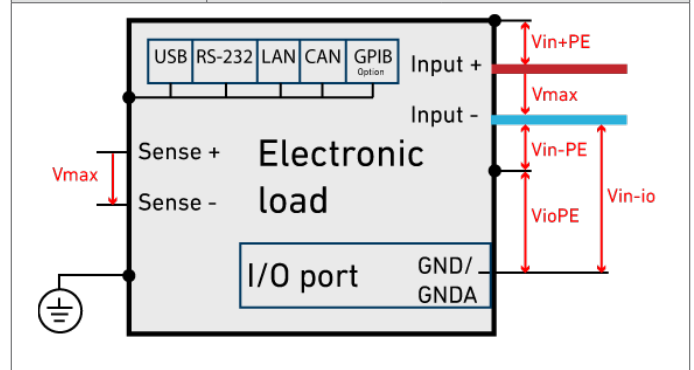 USB RS-232 LAN CAN GPIB
Option
Vin+PE
Input +
Vmax
Input -
Sense +
Electronic
load
Vin-PE
Vmax
Sense -
Vin-io
VioPE
I/O port
GND/
GNDA